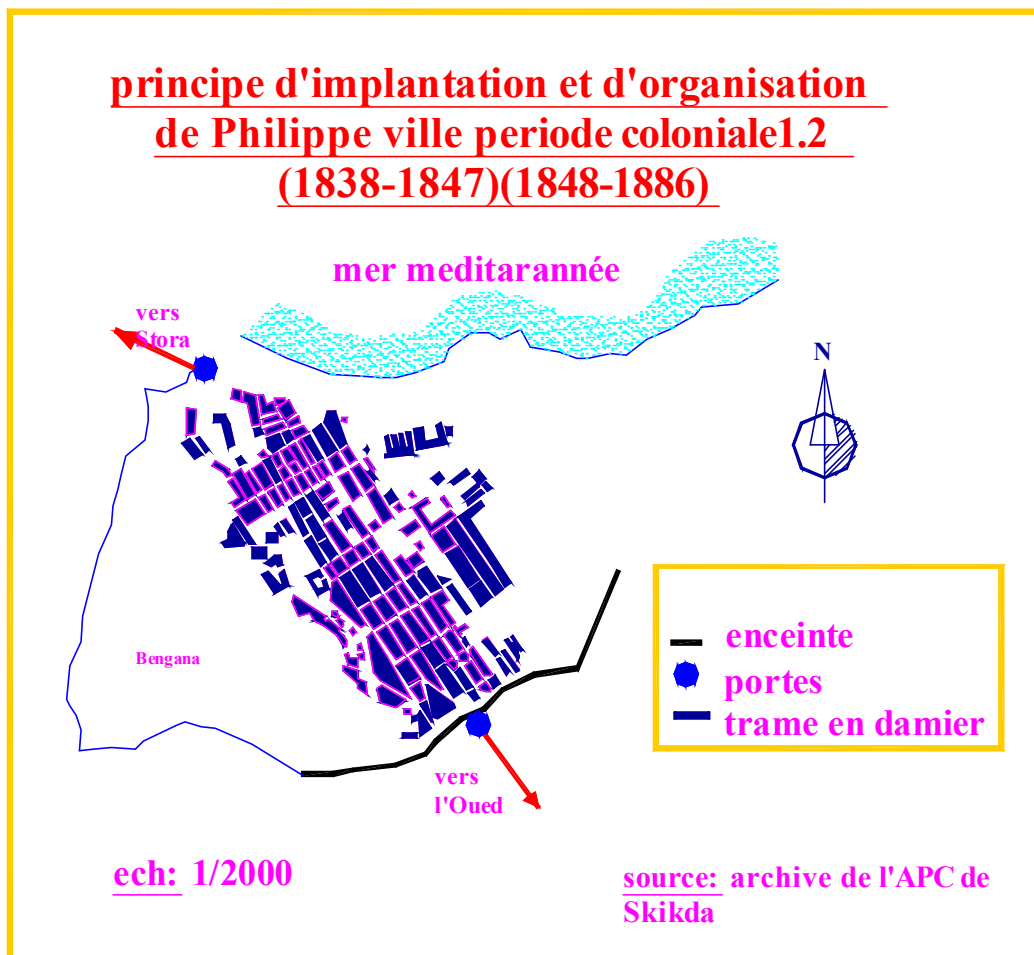 principe d'implantation et d'organisation
de Philippe ville periode coloniale1.2
(1838-1847)(1848-1886)
mer meditarannée
vers
Stora
N
Bengana
enceinte
portes
trame en damier
vers
l'Oued
ech: 1/2000
source: archive de l'APC de
Skikda